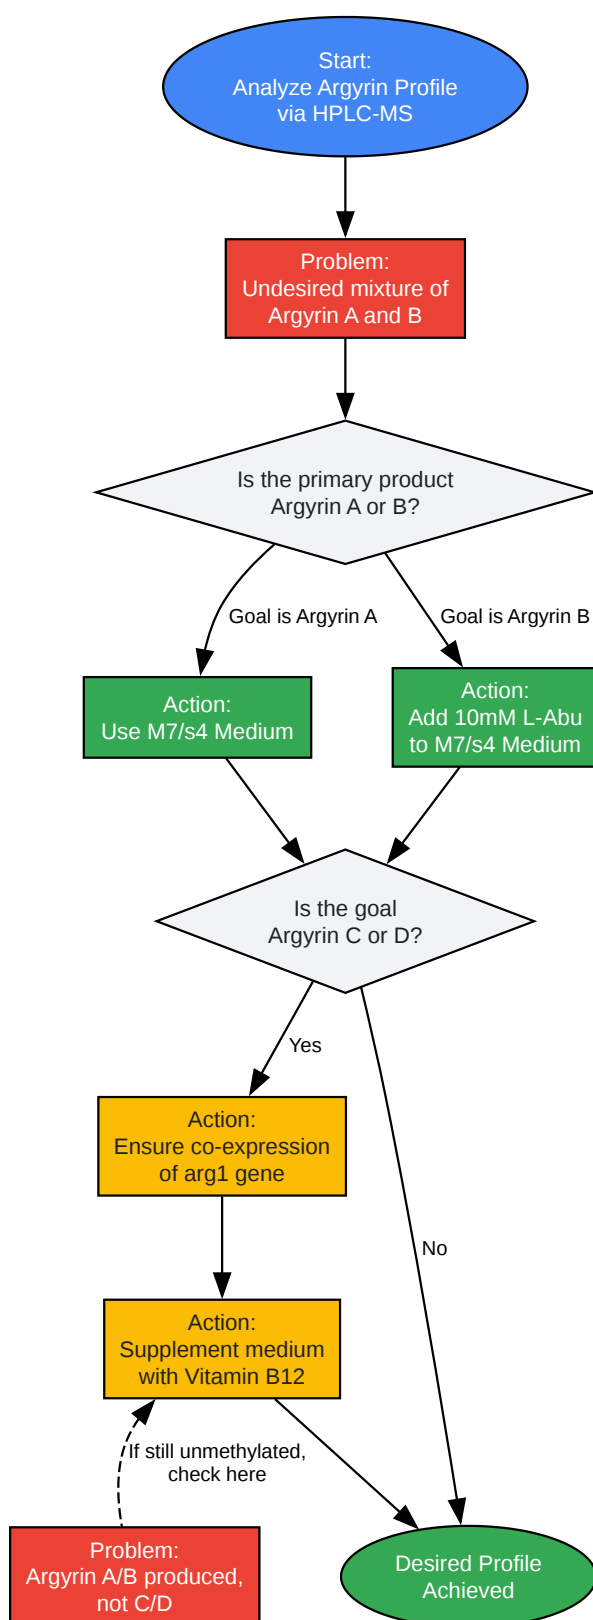 Start:
Analyze Argyrin Profile
via HPLC-MS
Problem:
Undesired mixture of
Argyrin A and B
Is the primary product
Argyrin A or B?
Goal is Argyrin A
Goal is Argyrin B
Action:
Use M7/s4 Medium
Action:
Add 10mM L-Abu
to M7/s4 Medium
Is the goal
Argyrin C or D?
Yes
No
Action:
Ensure co-expression
of arg1 gene
Action:
Supplement medium
with Vitamin B12
If still unmethylated,
check here
Problem:
Argyrin A/B produced,
not C/D
Desired Profile
Achieved